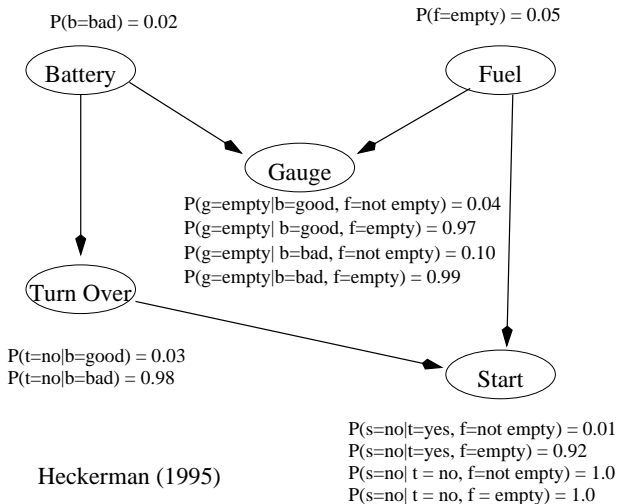 P(b=bad) = 0.02
P(f=empty) = 0.05
Battery
Fuel
Gauge
P(g=empty|b=good, f=not empty) = 0.04
P(g=empty| b=good, f=empty) = 0.97
P(g=empty| b=bad, f=not empty) = 0.10
P(g=empty|b=bad, f=empty) = 0.99
Turn Over
P(t=no|b=good) = 0.03
P(t=no|b=bad) = 0.98
Start
P(s=no|t=yes, f=not empty) = 0.01
P(s=no|t=yes, f=empty) = 0.92
P(s=no| t = no, f=not empty) = 1.0
P(s=no| t = no, f = empty) = 1.0
Heckerman (1995)